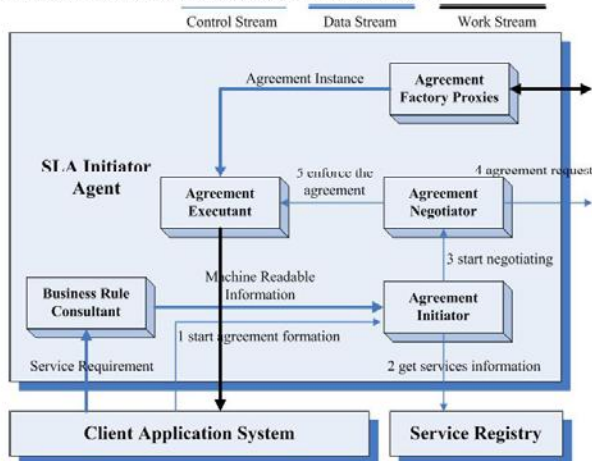 Control Stream
Data Stream
Work Stream
Agreement Instance
Agreement
Factory Proxies
SLA Initiator
Agent
5 enforce the
agreement
4 agreement request
Agreement
Executant
Agreement
Negotiator
3 start negotiating
Machine Readable
Information
Business Rule
Consultant
Agreement
Initiator
1 start agreement formation
Service Requirement
2 get services information
Client Application System
Service Registry